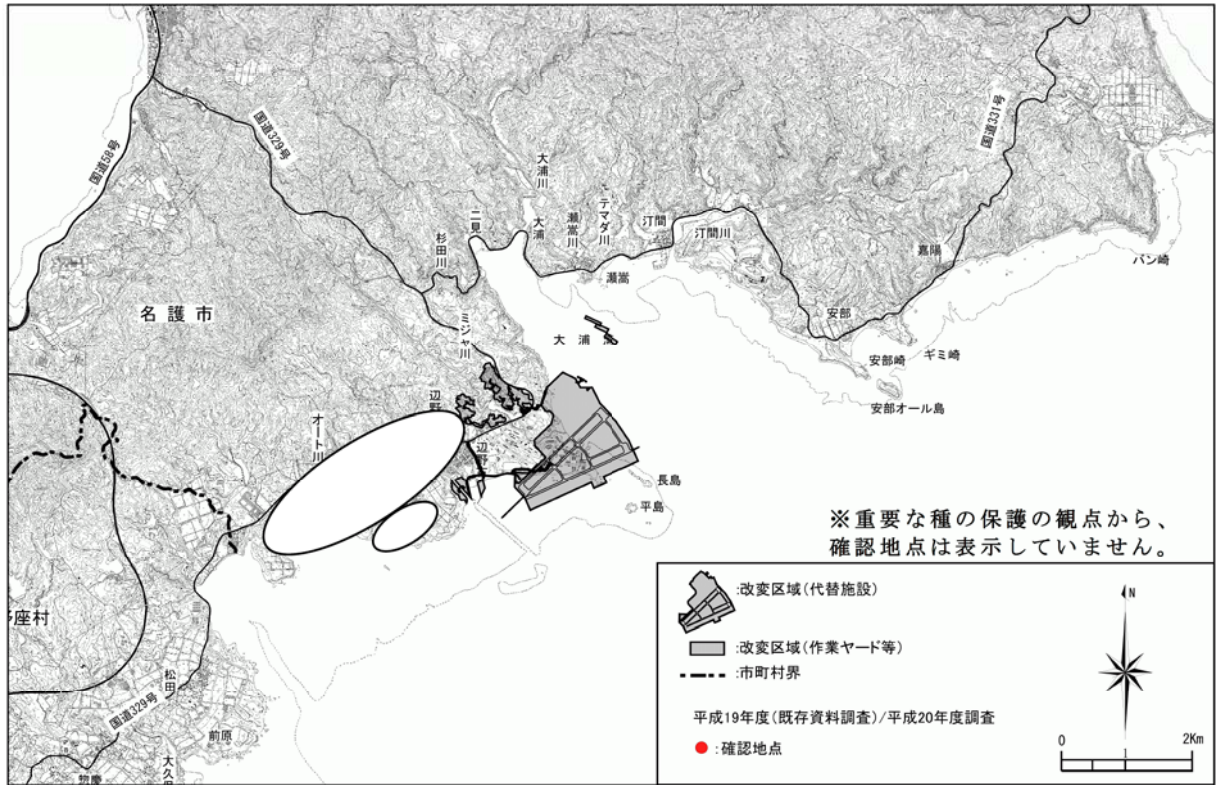 国道58号
国道329号
国道331号
大浦川
大浦
二見
杉田川
瀬嵩川
テマダ川
汀間
汀間川
瀬嵩
嘉陽
バン崎
安部
安部崎
ギミ崎
安部オール島
名護市
ミジャ川
大浦
辺野
辺野
オート川
長島
平島
松田
国道329号
前原
惣慶
※重要な種の保護の観点から、
確認地点は表示していません。
:改変区域(代替施設)
:改変区域(作業ヤード等)
:市町村界
平成19年度(既存資料調査)/平成20年度調査
:確認地点
N
0 1 2Km